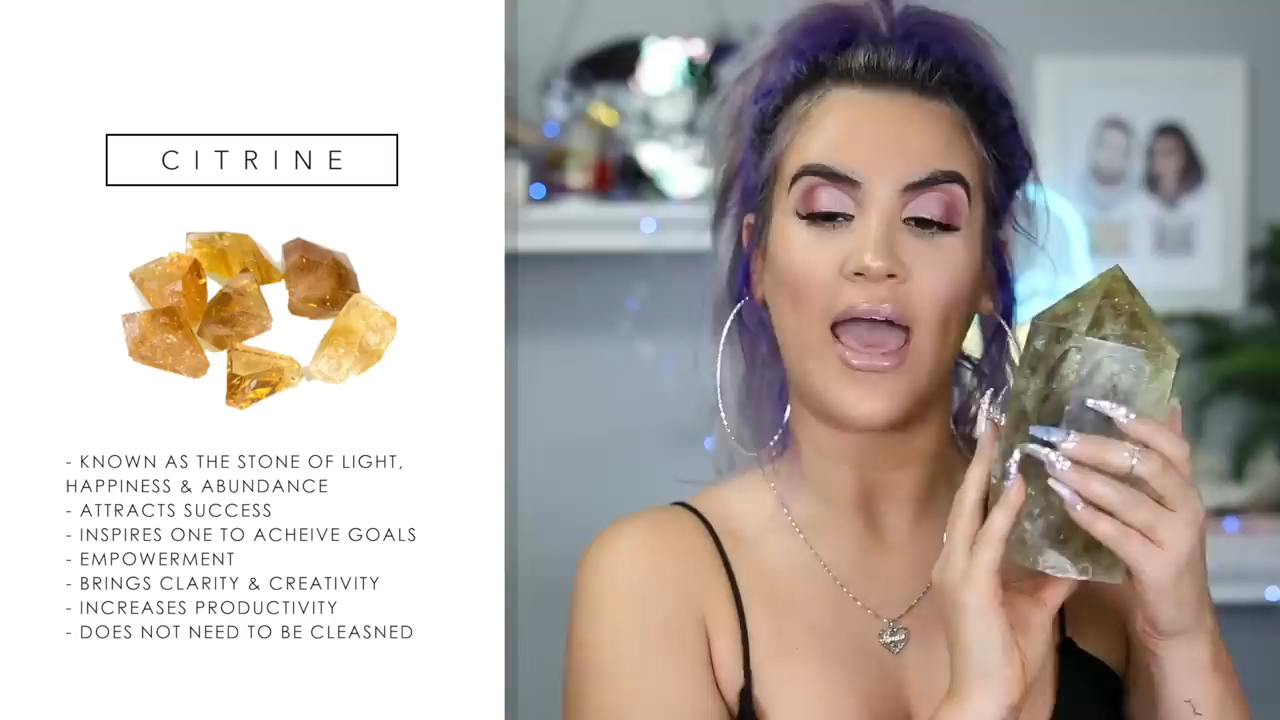 CITRINE
- KNOWN AS THE STONE OF LIGHT,
HAPPINESS & ABUNDANCE
- ATTRACTS SUCCESS
- INSPIRES ONE TO ACHEIVE GOALS
- EMPOWERMENT
- BRINGS CLARITY & CREATIVITY
- INCREASES PRODUCTIVITY
- DOES NOT NEED TO BE CLEASNED